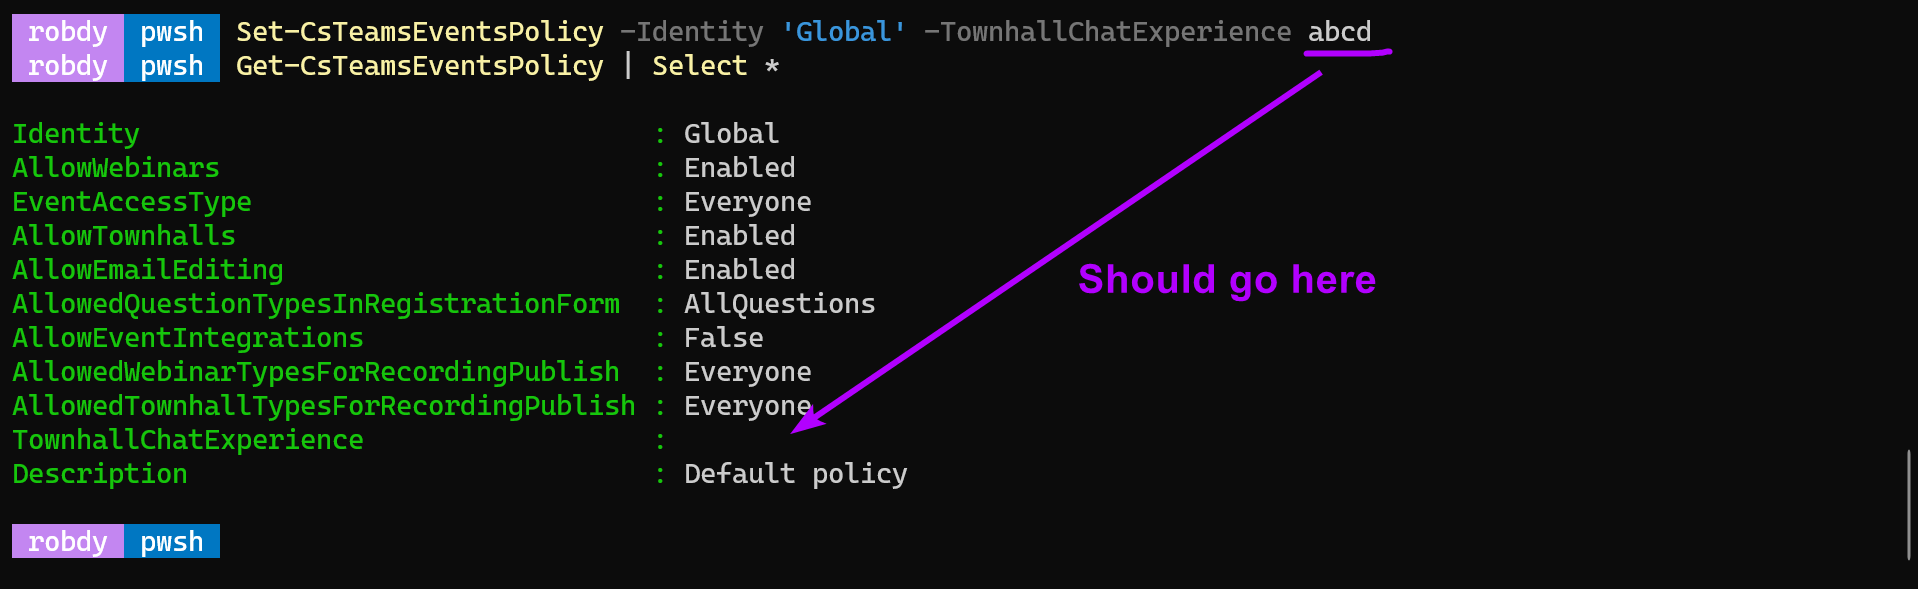 robdy pwsh Set-CsTeamsEventsPolicy -Identity 'Global' -TownhallChatExperience abcd
robdy pwsh Get-CsTeamsEventsPolicy | Select *
Identity : Global
AllowWebinars : Enabled
EventAccessType : Everyone
AllowTownhalls : Enabled
AllowEmailEditing : Enabled
Should go here
AllowedQuestionTypesInRegistrationForm : AllQuestions
AllowEventIntegrations : False
AllowedWebinarTypesForRecordingPublish : Everyone
AllowedTownhallTypesForRecordingPublish : Everyone
TownhallChatExperience :
Description : Default policy
robdy pwsh